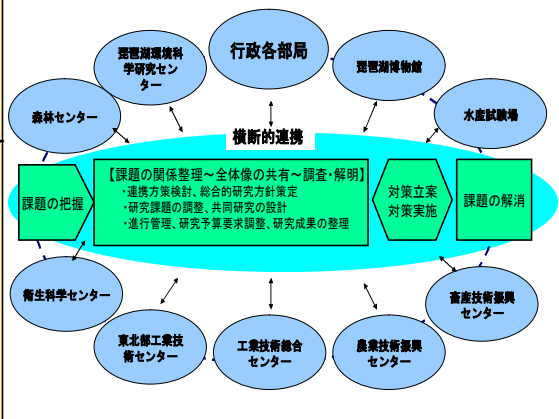 行政各部局
琵琶湖環境科
学研究セン
ター
琵琶湖博物館
森林センター
水産試験場
横断的連携
課題の把握
【課題の関係整理～全体像の共有～調査・解明】
・連携方策検討、総合的研究方針策定
・研究課題の調整、共同研究の設計
・進行管理、研究予算要求調整、研究成果の整理
対策立案
対策実施
課題の解消
衛生科学センター
畜産技術振興
センター
東北部工業技
術センター
工業技術総合
センター
農業技術振興
センター